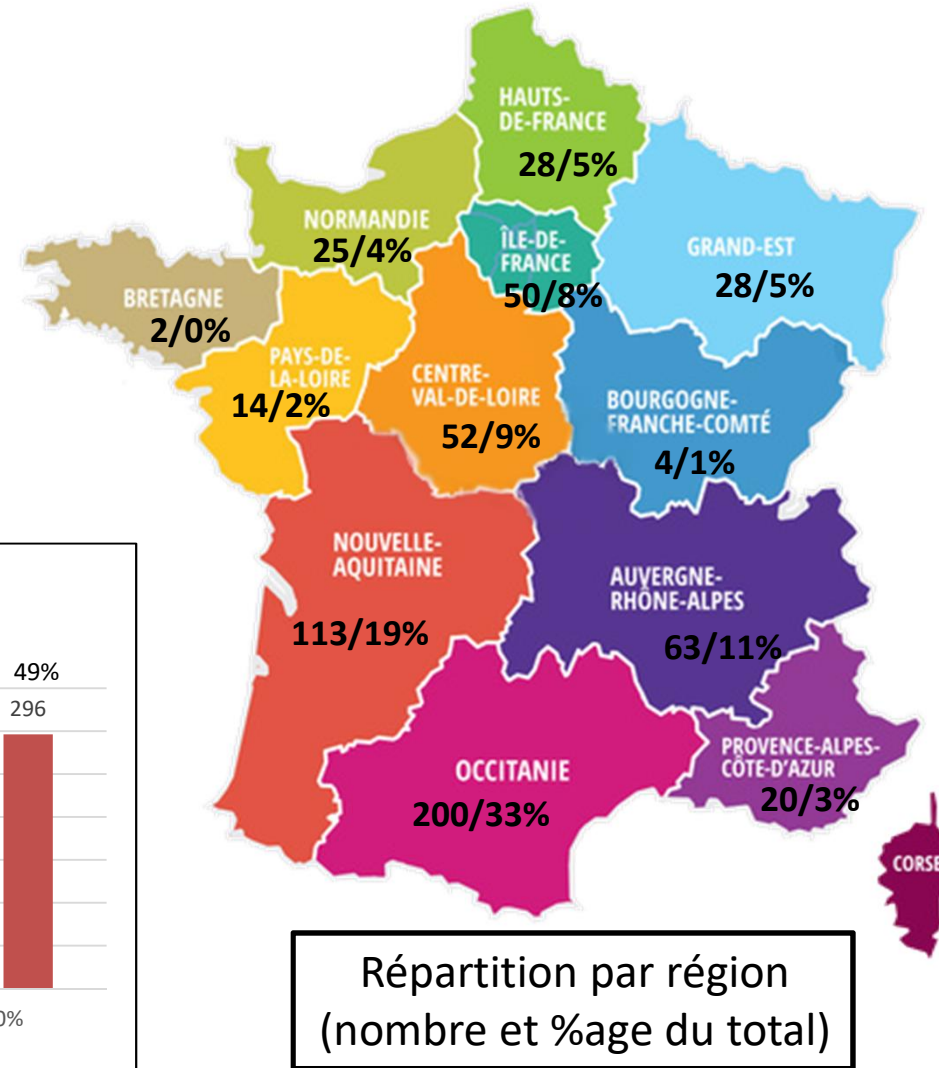 HAUTS-
DE-FRANCE
28/5%
NORMANDIE
25/4%
ÎLE-DE-
FRANCE
50/8%
GRAND-EST
28/5%
BRETAGNE
2/0%
PAYS-DE-
LA-LOIRE
14/2%
CENTRE-
VAL-DE-LOIRE
52/9%
BOURGOGNE-
FRANCHE-COMTÉ
4/1%
NOUVELLE-
AQUITAINE
113/19%
AUVERGNE-
RHÔNE-ALPES
63/11%
OCCITANIE
200/33%
PROVENCE-ALPES-
CÔTE-D'AZUR
20/3%
CORSE
49%
296
0%
Répartition par région
(nombre et %age du total)